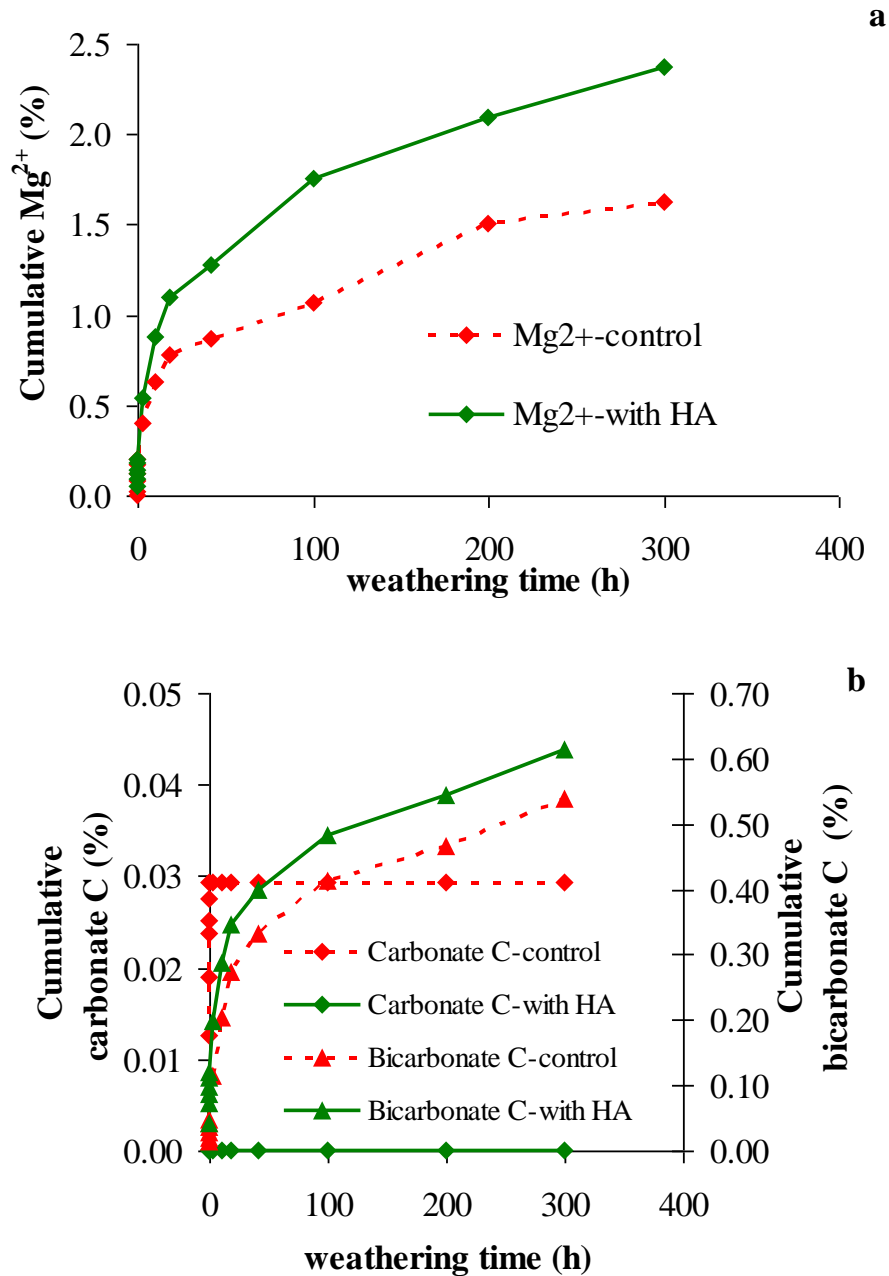 a
2.5
2.0
1.5
1.0
0.5
0.0
Cumulative Mg²⁺ (%)
Mg2+-control
Mg2+-with HA
0 100 200 300 400
weathering time (h)
b
0.05
0.04
0.03
0.02
0.01
0.00
Cumulative
carbonate C (%)
Carbonate C-control
Carbonate C-with HA
Bicarbonate C-control
Bicarbonate C-with HA
0.70
0.60
0.50
0.40
0.30
0.20
0.10
0.00
Cumulative
bicarbonate C (%)
0 100 200 300 400
weathering time (h)